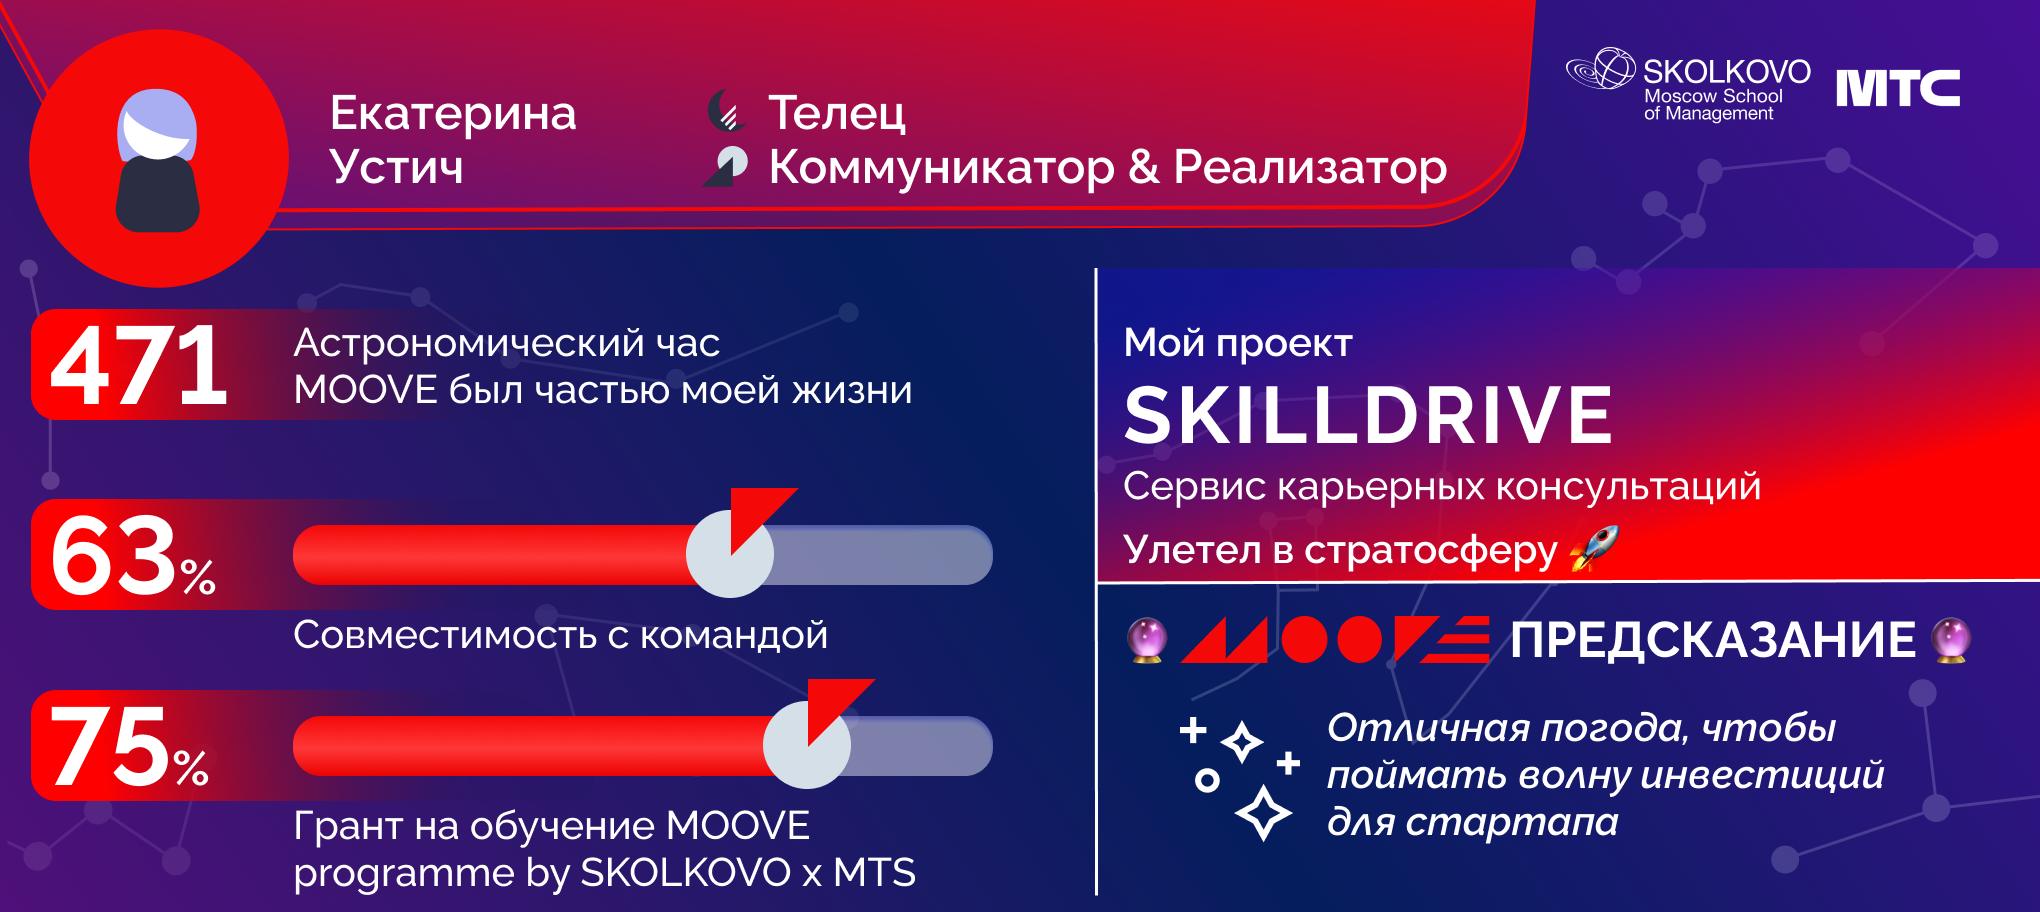 Екатерина
Устич
Телец
Коммуникатор & Реализатор
SKOLKOVO
Moscow School
of Management
МТС
471
Астрономический час
MOOVE был частью моей жизни
63%
Совместимость с командой
75%
Грант на обучение MOOVE
programme by SKOLKOVO x MTS
Мой проект
SKILLDRIVE
Сервис карьерных консультаций
Улетел в стратосферу 🚀
🔮 MOOVE ПРЕДСКАЗАНИЕ 🔮
Отличная погода, чтобы
поймать волну инвестиций
для стартапа